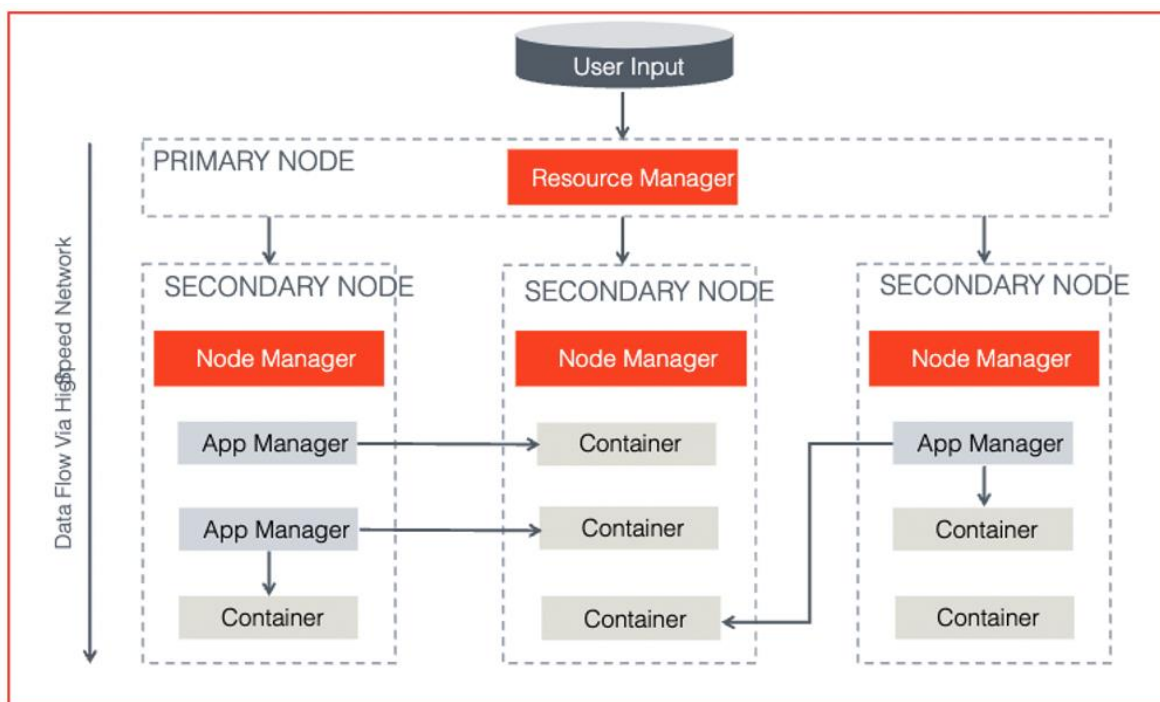 User Input
PRIMARY NODE
Resource Manager
Data Flow Via High Speed Network
SECONDARY NODE
Node Manager
App Manager
App Manager
Container
SECONDARY NODE
Node Manager
Container
Container
Container
SECONDARY NODE
Node Manager
App Manager
Container
Container